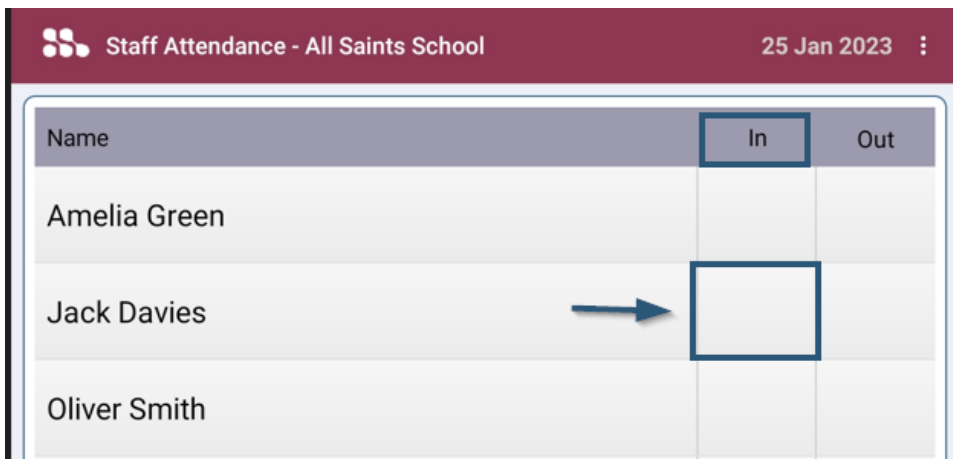 Staff Attendance - All Saints School 25 Jan 2023
Name In Out
Amelia Green
Jack Davies
Oliver Smith